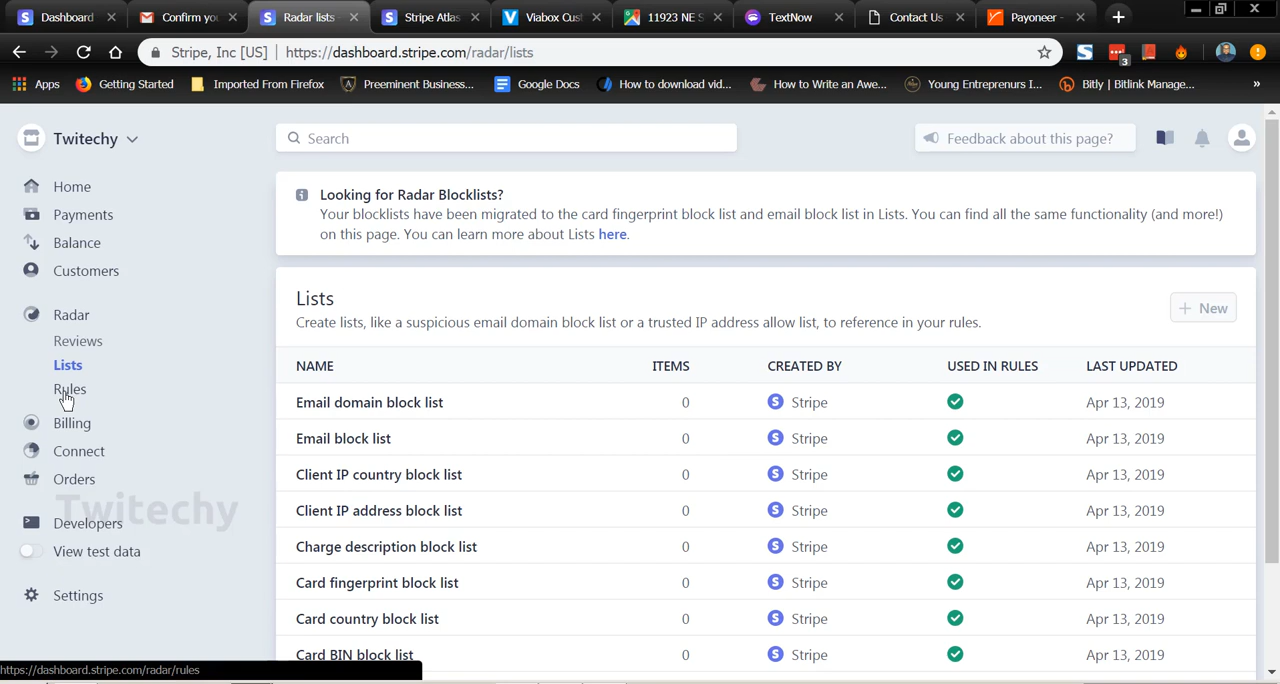 Dashboard
Confirm you
Radar lists -
Stripe Atlas
Viabox Cust
11923 NE S
TextNow
Contact Us
Payoneer -
Stripe, Inc [US] | https://dashboard.stripe.com/radar/lists
3
Apps
Getting Started
Imported From Firefox
Preeminent Business...
Google Docs
How to download vid...
How to Write an Awe...
Young Entreprenurs I...
Bitly | Bitlink Manage...
»
Twitechy
Search
Feedback about this page?
Home
Payments
Balance
Customers
Radar
Reviews
Lists
Rules
Billing
Connect
Orders
Twitechy
Developers
View test data
Settings
Looking for Radar Blocklists?
Your blocklists have been migrated to the card fingerprint block list and email block list in Lists. You can find all the same functionality (and more!)
on this page. You can learn more about Lists here.
Lists
Create lists, like a suspicious email domain block list or a trusted IP address allow list, to reference in your rules.
+ New
NAME ITEMS CREATED BY USED IN RULES LAST UPDATED
Email domain block list 0 S Stripe Apr 13, 2019
Email block list 0 S Stripe Apr 13, 2019
Client IP country block list 0 S Stripe Apr 13, 2019
Client IP address block list 0 S Stripe Apr 13, 2019
Charge description block list 0 S Stripe Apr 13, 2019
Card fingerprint block list 0 S Stripe Apr 13, 2019
Card country block list 0 S Stripe Apr 13, 2019
Card BIN block list 0 S Stripe Apr 13, 2019
https://dashboard.stripe.com/radar/rules